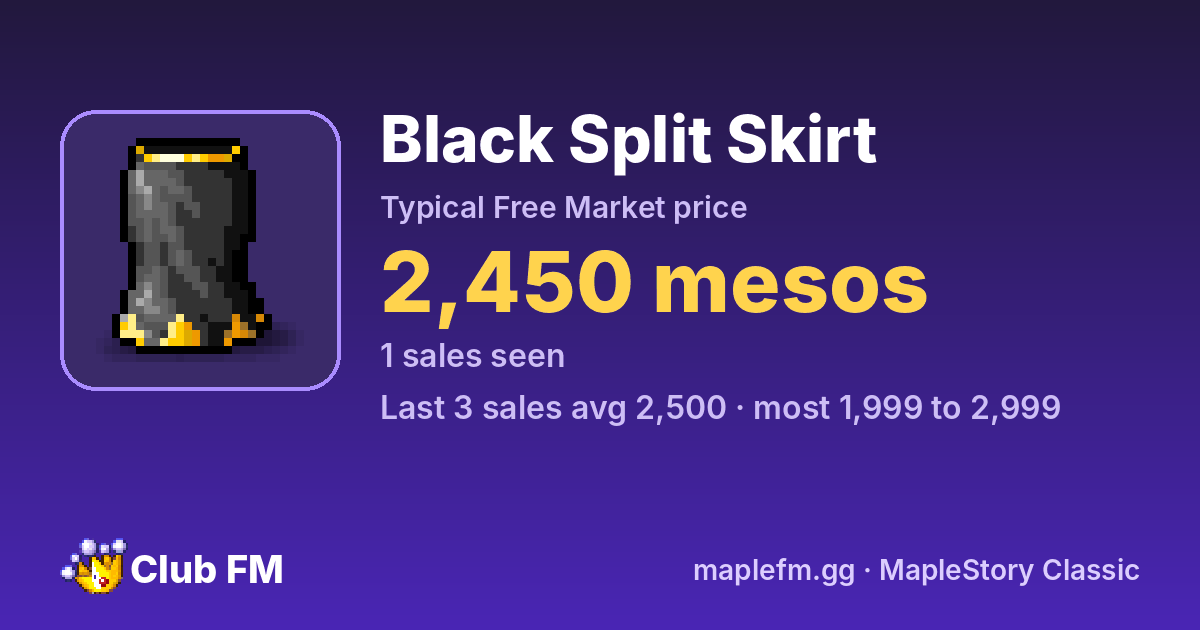 Black Split Skirt
Typical Free Market price
2,450 mesos
1 sales seen
Last 3 sales avg 2,500 · most 1,999 to 2,999
Club FM
maplefm.gg · MapleStory Classic